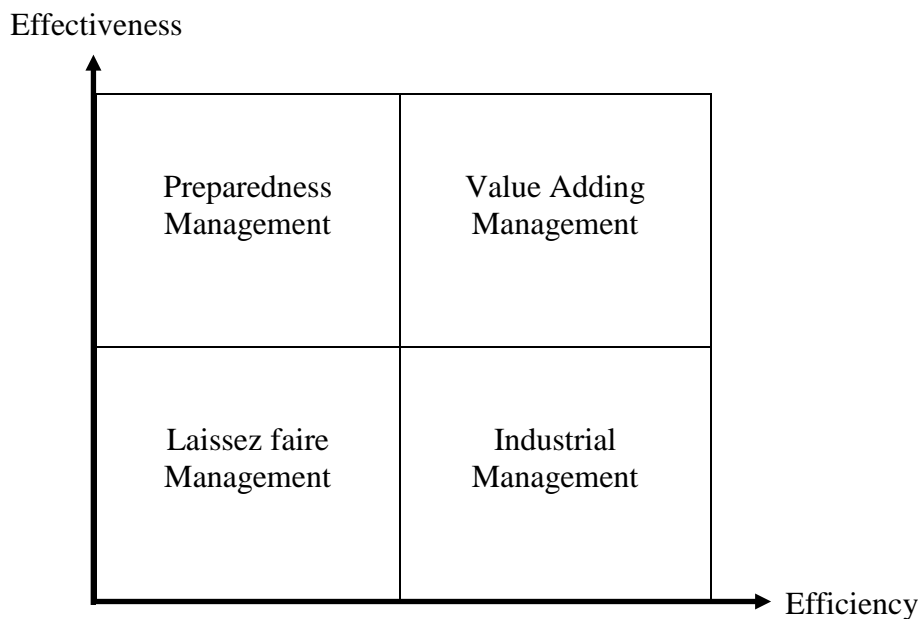 Effectiveness
Preparedness
Management
Value Adding
Management
Laissez faire
Management
Industrial
Management
Efficiency